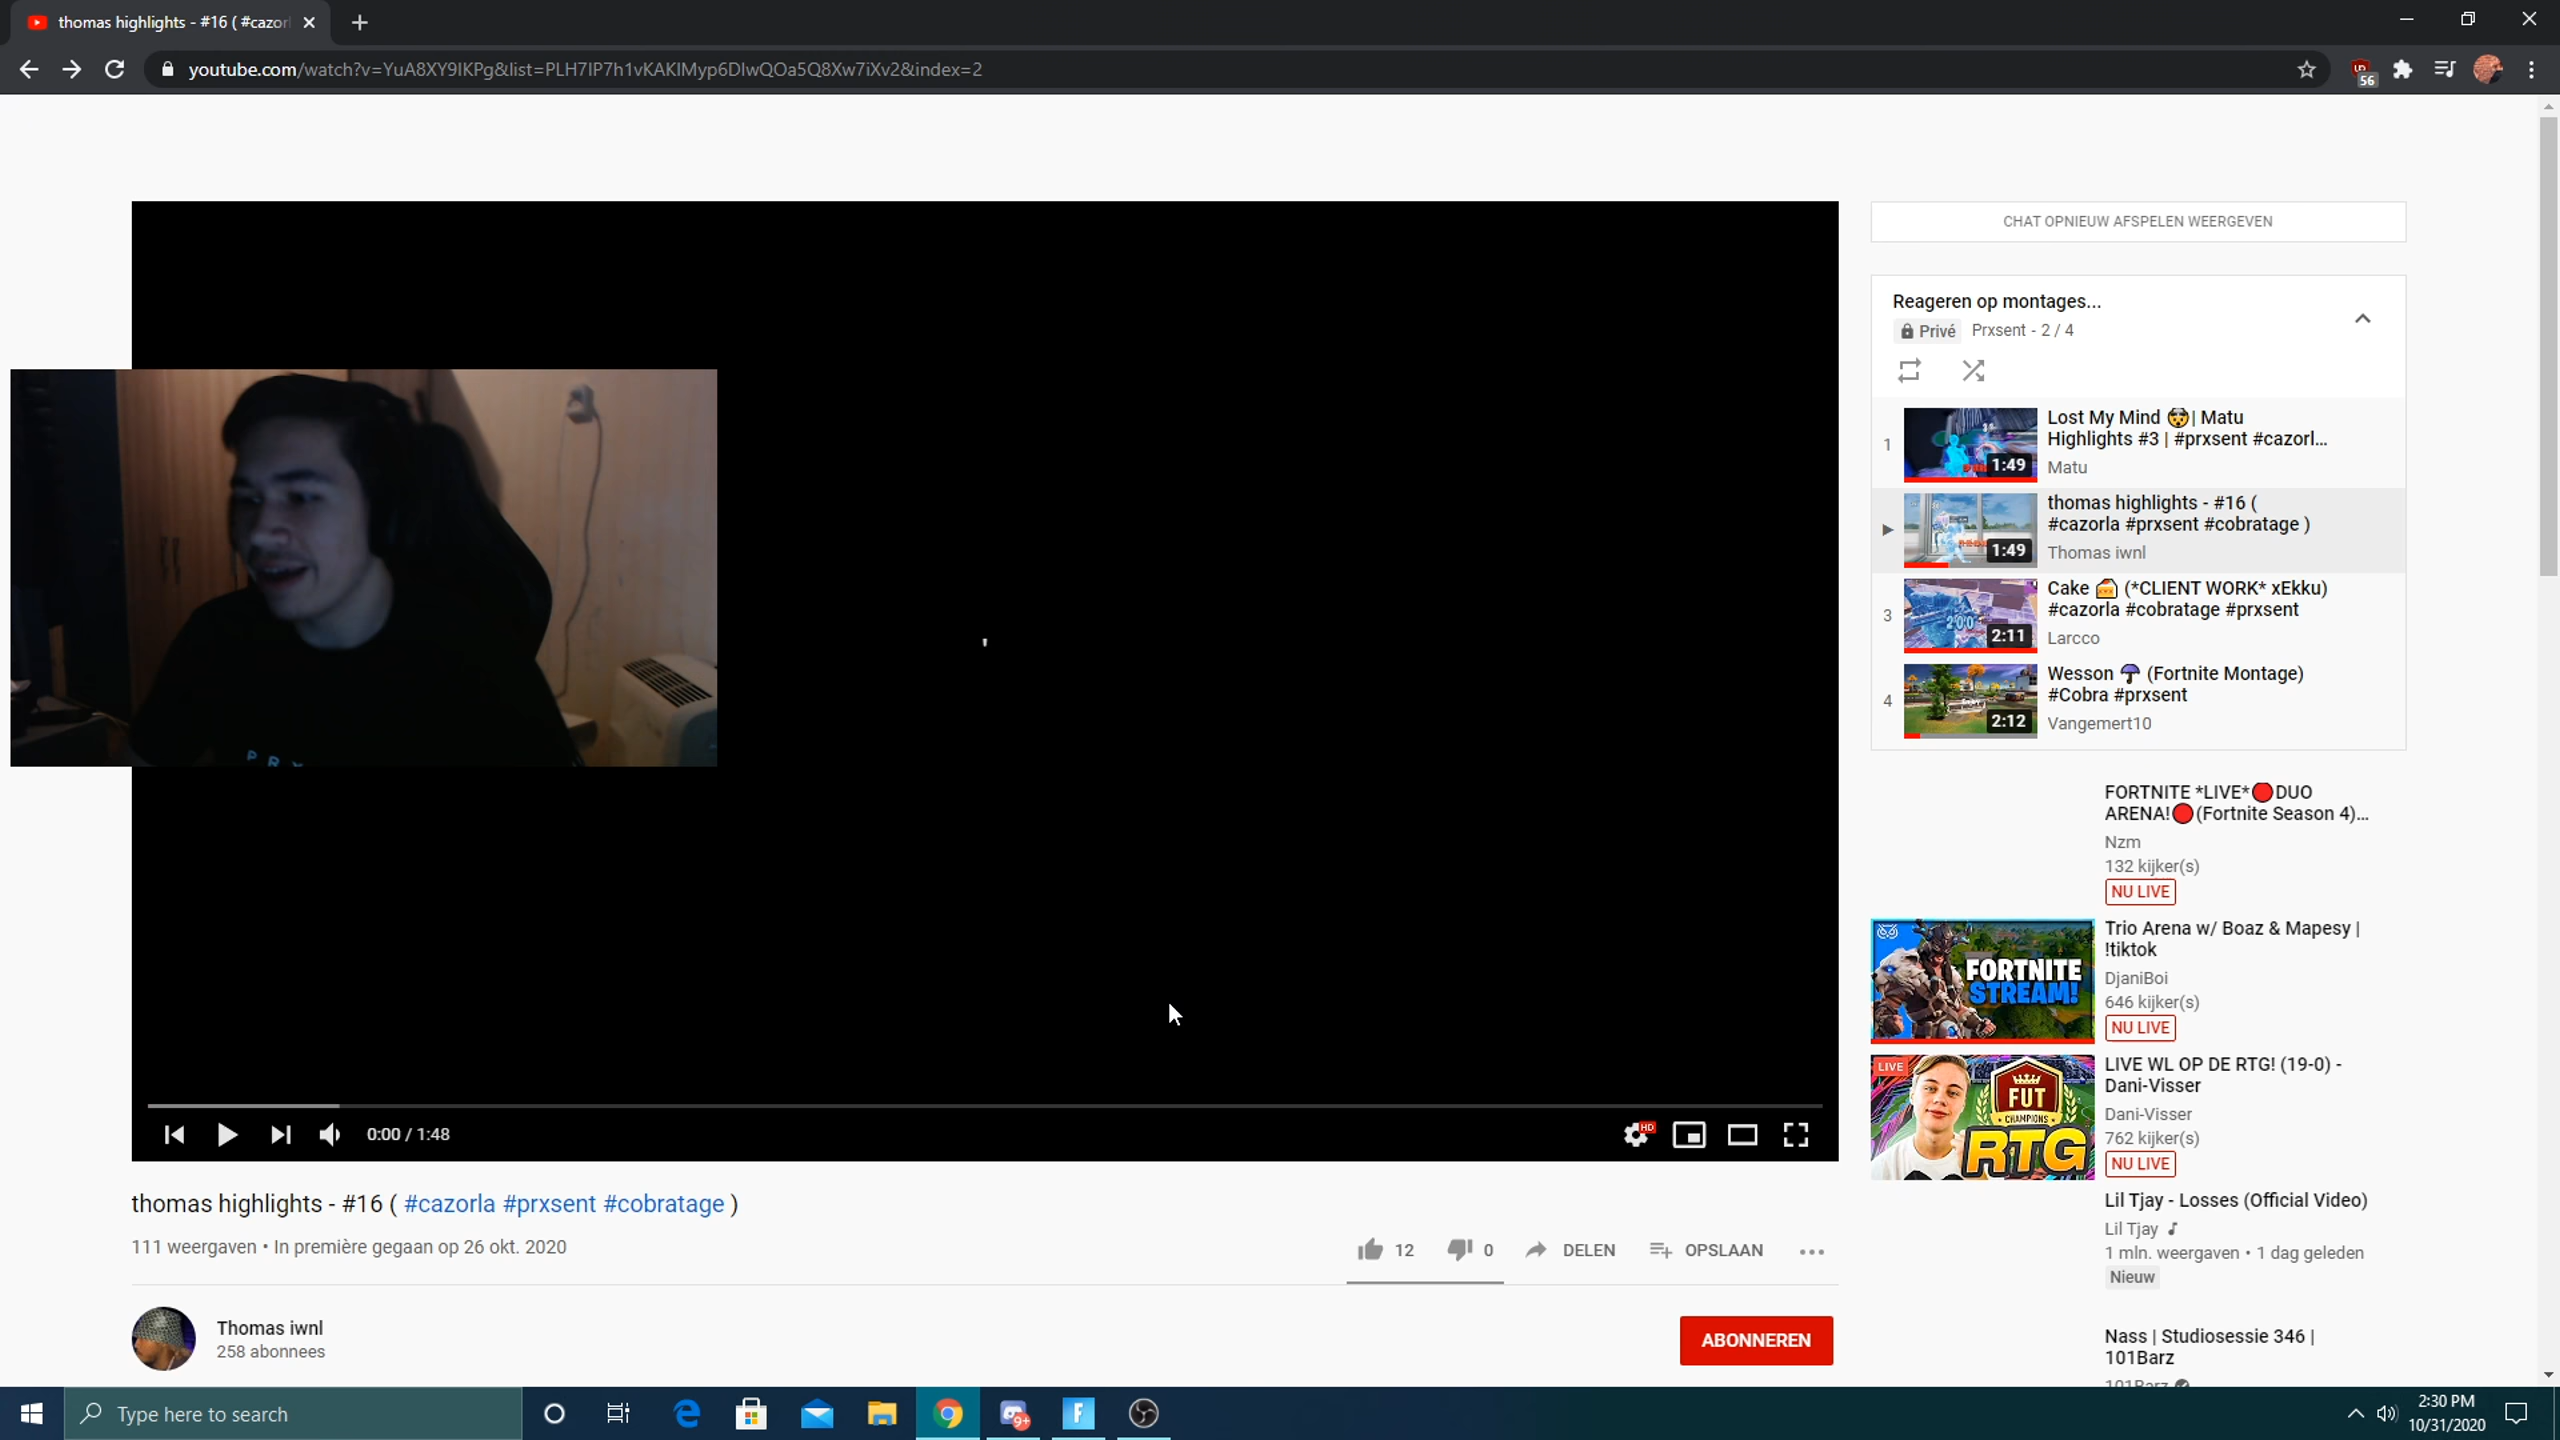 thomas highlights - #16 ( #cazor
youtube.com/watch?v=YuA8XY9IKPg&list=PLH7IP7h1vKAKIMyp6DIwQOa5Q8Xw7iXv2&index=2
56
CHAT OPNIEUW AFSPELEN WEERGEVEN
Reageren op montages...
Privé Prxsent - 2 / 4
1
Lost My Mind 🤯| Matu
Highlights #3 | #prxsent #cazorl...
Matu
1:49
thomas highlights - #16 (
#cazorla #prxsent #cobratage )
Thomas iwnl
1:49
3
Cake 🍰 (*CLIENT WORK* xEkku)
#cazorla #cobratage #prxsent
Larcco
200
2:11
4
Wesson ☂ (Fortnite Montage)
#Cobra #prxsent
Vangemert10
2:12
FORTNITE *LIVE*🔴DUO
ARENA!🔴(Fortnite Season 4)...
Nzm
132 kijker(s)
NU LIVE
FORTNITE
STREAM!
Trio Arena w/ Boaz & Mapesy |
!tiktok
DjaniBoi
646 kijker(s)
NU LIVE
LIVE
FUT
CHAMPIONS
RTG
LIVE WL OP DE RTG! (19-0) -
Dani-Visser
Dani-Visser
762 kijker(s)
NU LIVE
Lil Tjay - Losses (Official Video)
Lil Tjay ♪
1 mln. weergaven • 1 dag geleden
Nieuw
Nass | Studiosessie 346 |
101Barz
101Barz
P R X
0:00 / 1:48
HD
thomas highlights - #16 ( #cazorla #prxsent #cobratage )
111 weergaven • In première gegaan op 26 okt. 2020
12
0
DELEN
OPSLAAN
Thomas iwnl
258 abonnees
ABONNEREN
Type here to search
9+
2:30 PM
10/31/2020